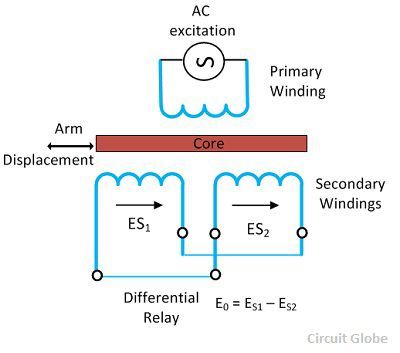 AC
excitation
S
Primary
Winding
Arm
Displacement
Core
Secondary
Windings
ES1
ES2
Differential
Relay
E0 = ES1 – ES2
Circuit Globe